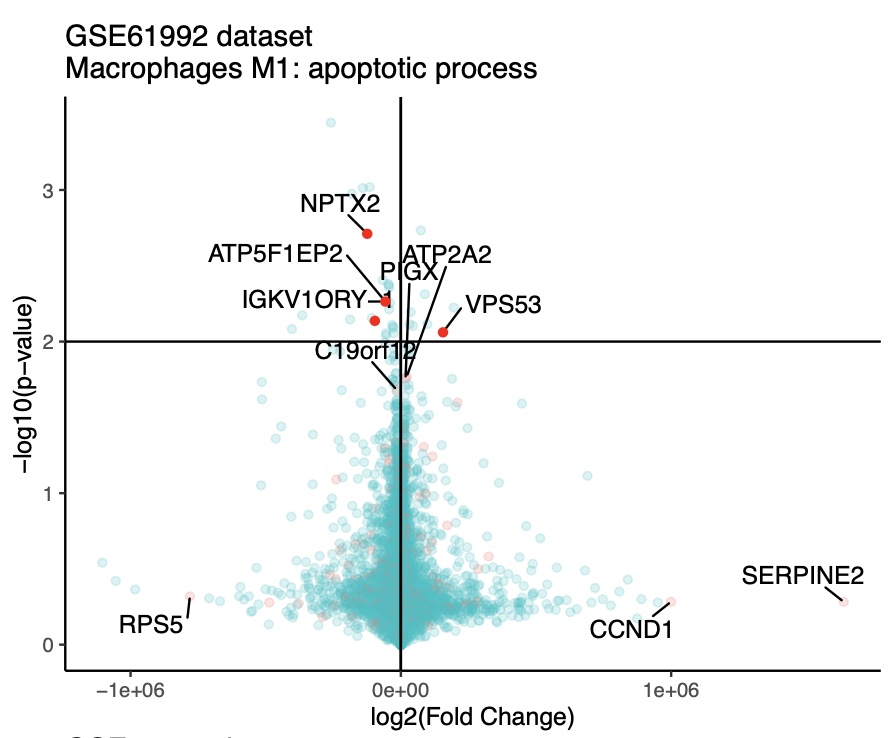 GSE61992 dataset
Macrophages M1: apoptotic process
3
NPTX2
ATP5F1EP2
ATP2A2
PIGX
IGKV1ORY−1
VPS53
2
C19orf12
−log10(p−value)
1
SERPINE2
RPS5
CCND1
0
−1e+06
0e+00
1e+06
log2(Fold Change)